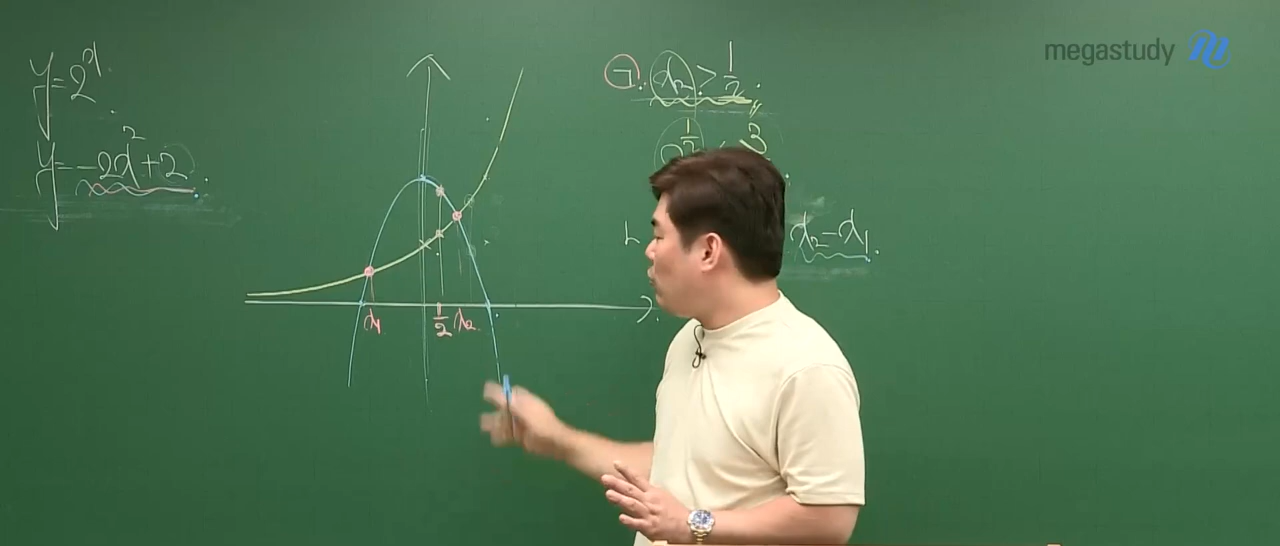 y=2^x
y=-2x^2+2
x_1
1/2
x_2
ㄱ. x_2 > 1/2
x_2-x_1
megastudy